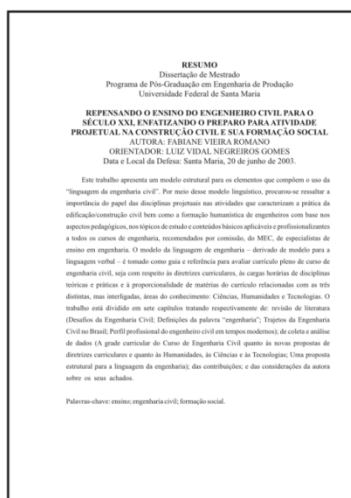 RESUMO
Dissertação de Mestrado
Programa de Pós-Graduação em Engenharia de Produção
Universidade Federal de Santa Maria
REPENSANDO O ENSINO DO ENGENHEIRO CIVIL PARA O
SÉCULO XXI, ENFATIZANDO O PREPARO PARA ATIVIDADE
PROJETUAL NA CONSTRUÇÃO CIVIL E SUA FORMAÇÃO SOCIAL
AUTORA: FABIANE VIEIRA ROMANO
ORIENTADOR: LUIZ VIDAL NEGREIROS GOMES
Data e Local da Defesa: Santa Maria, 20 de junho de 2003.
Este trabalho apresenta um modelo estrutural para os elementos que compõem o uso da
“linguagem da engenharia civil”. Por meio desse modelo linguístico, procurou-se ressaltar a
importância do papel das disciplinas projetuais nas atividades que caracterizam a prática da
edificação/construção civil bem como a formação humanística de engenheiros com base nos
aspectos pedagógicos, nos tópicos de estudo e conteúdos básicos aplicáveis e profissionalizantes
a todos os cursos de engenharia, recomendados por comissão, do MEC, de especialistas de
ensino em engenharia. O modelo da linguagem de engenharia – derivado de modelo para a
linguagem verbal – é tomado como guia e referência para avaliar currículo pleno de curso de
engenharia civil, seja com respeito às diretrizes curriculares, às cargas horárias de disciplinas
teóricas e práticas e à proporcionalidade de matérias do currículo relacionadas com as três
distintas, mas interligadas, áreas do conhecimento: Ciências, Humanidades e Tecnologias. O
trabalho está dividido em sete capítulos tratando respectivamente do: revisão de literatura
(Desafios da Engenharia Civil; Definições da palavra “engenharia”; Trajetos da Engenharia
Civil no Brasil; Perfil profissional do engenheiro civil em tempos modernos); de coleta e análise
de dados (A grade curricular do Curso de Engenharia Civil quanto às novas propostas de
diretrizes curriculares e quanto às Humanidades, às Ciências e às Tecnologias; Uma proposta
estrutural para a linguagem da engenharia); das contribuições; e das considerações da autora
sobre os seus achados.
Palavras-chave: ensino; engenharia civil; formação social.